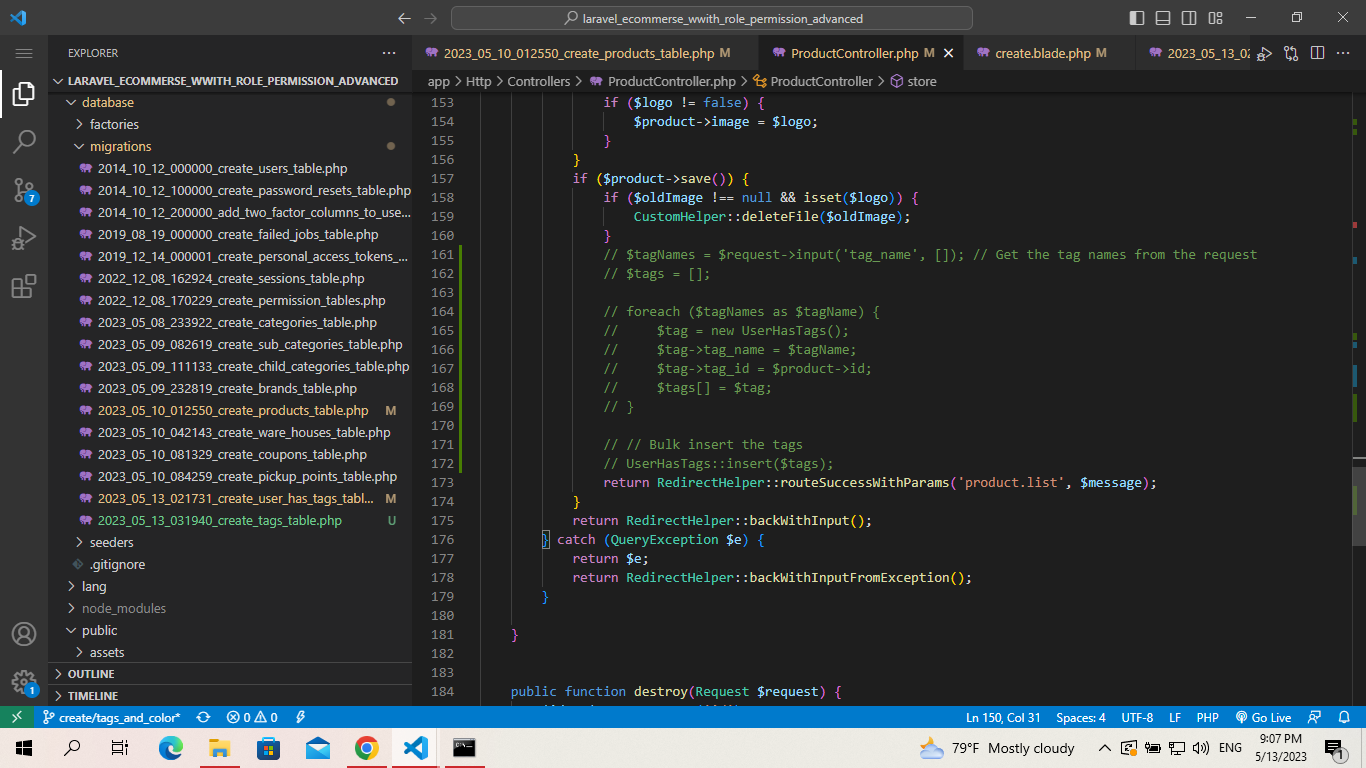 laravel_ecommerse_wwith_role_permission_advanced
EXPLORER
LARAVEL_ECOMMERSE_WWITH_ROLE_PERMISSION_ADVANCED
database
factories
migrations
2014_10_12_000000_create_users_table.php
2014_10_12_100000_create_password_resets_table.php
2014_10_12_200000_add_two_factor_columns_to_use...
2019_08_19_000000_create_failed_jobs_table.php
2019_12_14_000001_create_personal_access_tokens_...
2022_12_08_162924_create_sessions_table.php
2022_12_08_170229_create_permission_tables.php
2023_05_08_233922_create_categories_table.php
2023_05_09_082619_create_sub_categories_table.php
2023_05_09_111133_create_child_categories_table.php
2023_05_09_232819_create_brands_table.php
2023_05_10_012550_create_products_table.php M
2023_05_10_042143_create_ware_houses_table.php
2023_05_10_081329_create_coupons_table.php
2023_05_10_084259_create_pickup_points_table.php
2023_05_13_021731_create_user_has_tags_tabl... M
2023_05_13_031940_create_tags_table.php U
seeders
.gitignore
lang
node_modules
public
assets
OUTLINE
TIMELINE
7
1
2023_05_10_012550_create_products_table.php M
ProductController.php M
create.blade.php M
2023_05_13_02
app > Http > Controllers > ProductController.php > ProductController > store
153 if ($logo != false) {
154 $product->image = $logo;
155 }
156 }
157 if ($product->save()) {
158 if ($oldImage !== null && isset($logo)) {
159 CustomHelper::deleteFile($oldImage);
160 }
161 // $tagNames = $request->input('tag_name', []); // Get the tag names from the request
162 // $tags = [];
163
164 // foreach ($tagNames as $tagName) {
165 // $tag = new UserHasTags();
166 // $tag->tag_name = $tagName;
167 // $tag->tag_id = $product->id;
168 // $tags[] = $tag;
169 // }
170
171 // // Bulk insert the tags
172 // UserHasTags::insert($tags);
173 return RedirectHelper::routeSuccessWithParams('product.list', $message);
174 }
175 return RedirectHelper::backWithInput();
176 } catch (QueryException $e) {
177 return $e;
178 return RedirectHelper::backWithInputFromException();
179 }
180
181 }
182
183
184 public function destroy(Request $request) {
create/tags_and_color* 0 0 Ln 150, Col 31 Spaces: 4 UTF-8 LF PHP Go Live
79°F Mostly cloudy ENG
9:07 PM
5/13/2023
1